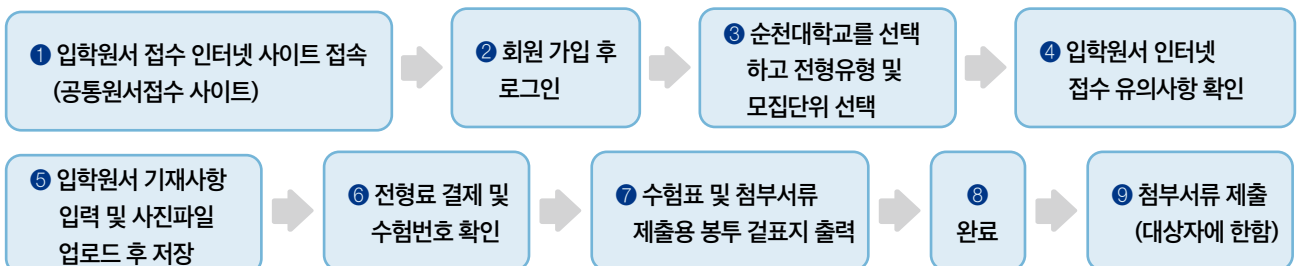 ❶ 입학원서 접수 인터넷 사이트 접속
(공통원서접수 사이트)
❷ 회원 가입 후
로그인
❸ 순천대학교를 선택
하고 전형유형 및
모집단위 선택
❹ 입학원서 인터넷
접수 유의사항 확인
❺ 입학원서 기재사항
입력 및 사진파일
업로드 후 저장
❻ 전형료 결제 및
수험번호 확인
❼ 수험표 및 첨부서류
제출용 봉투 겉표지 출력
❽
완료
❾ 첨부서류 제출
(대상자에 한함)